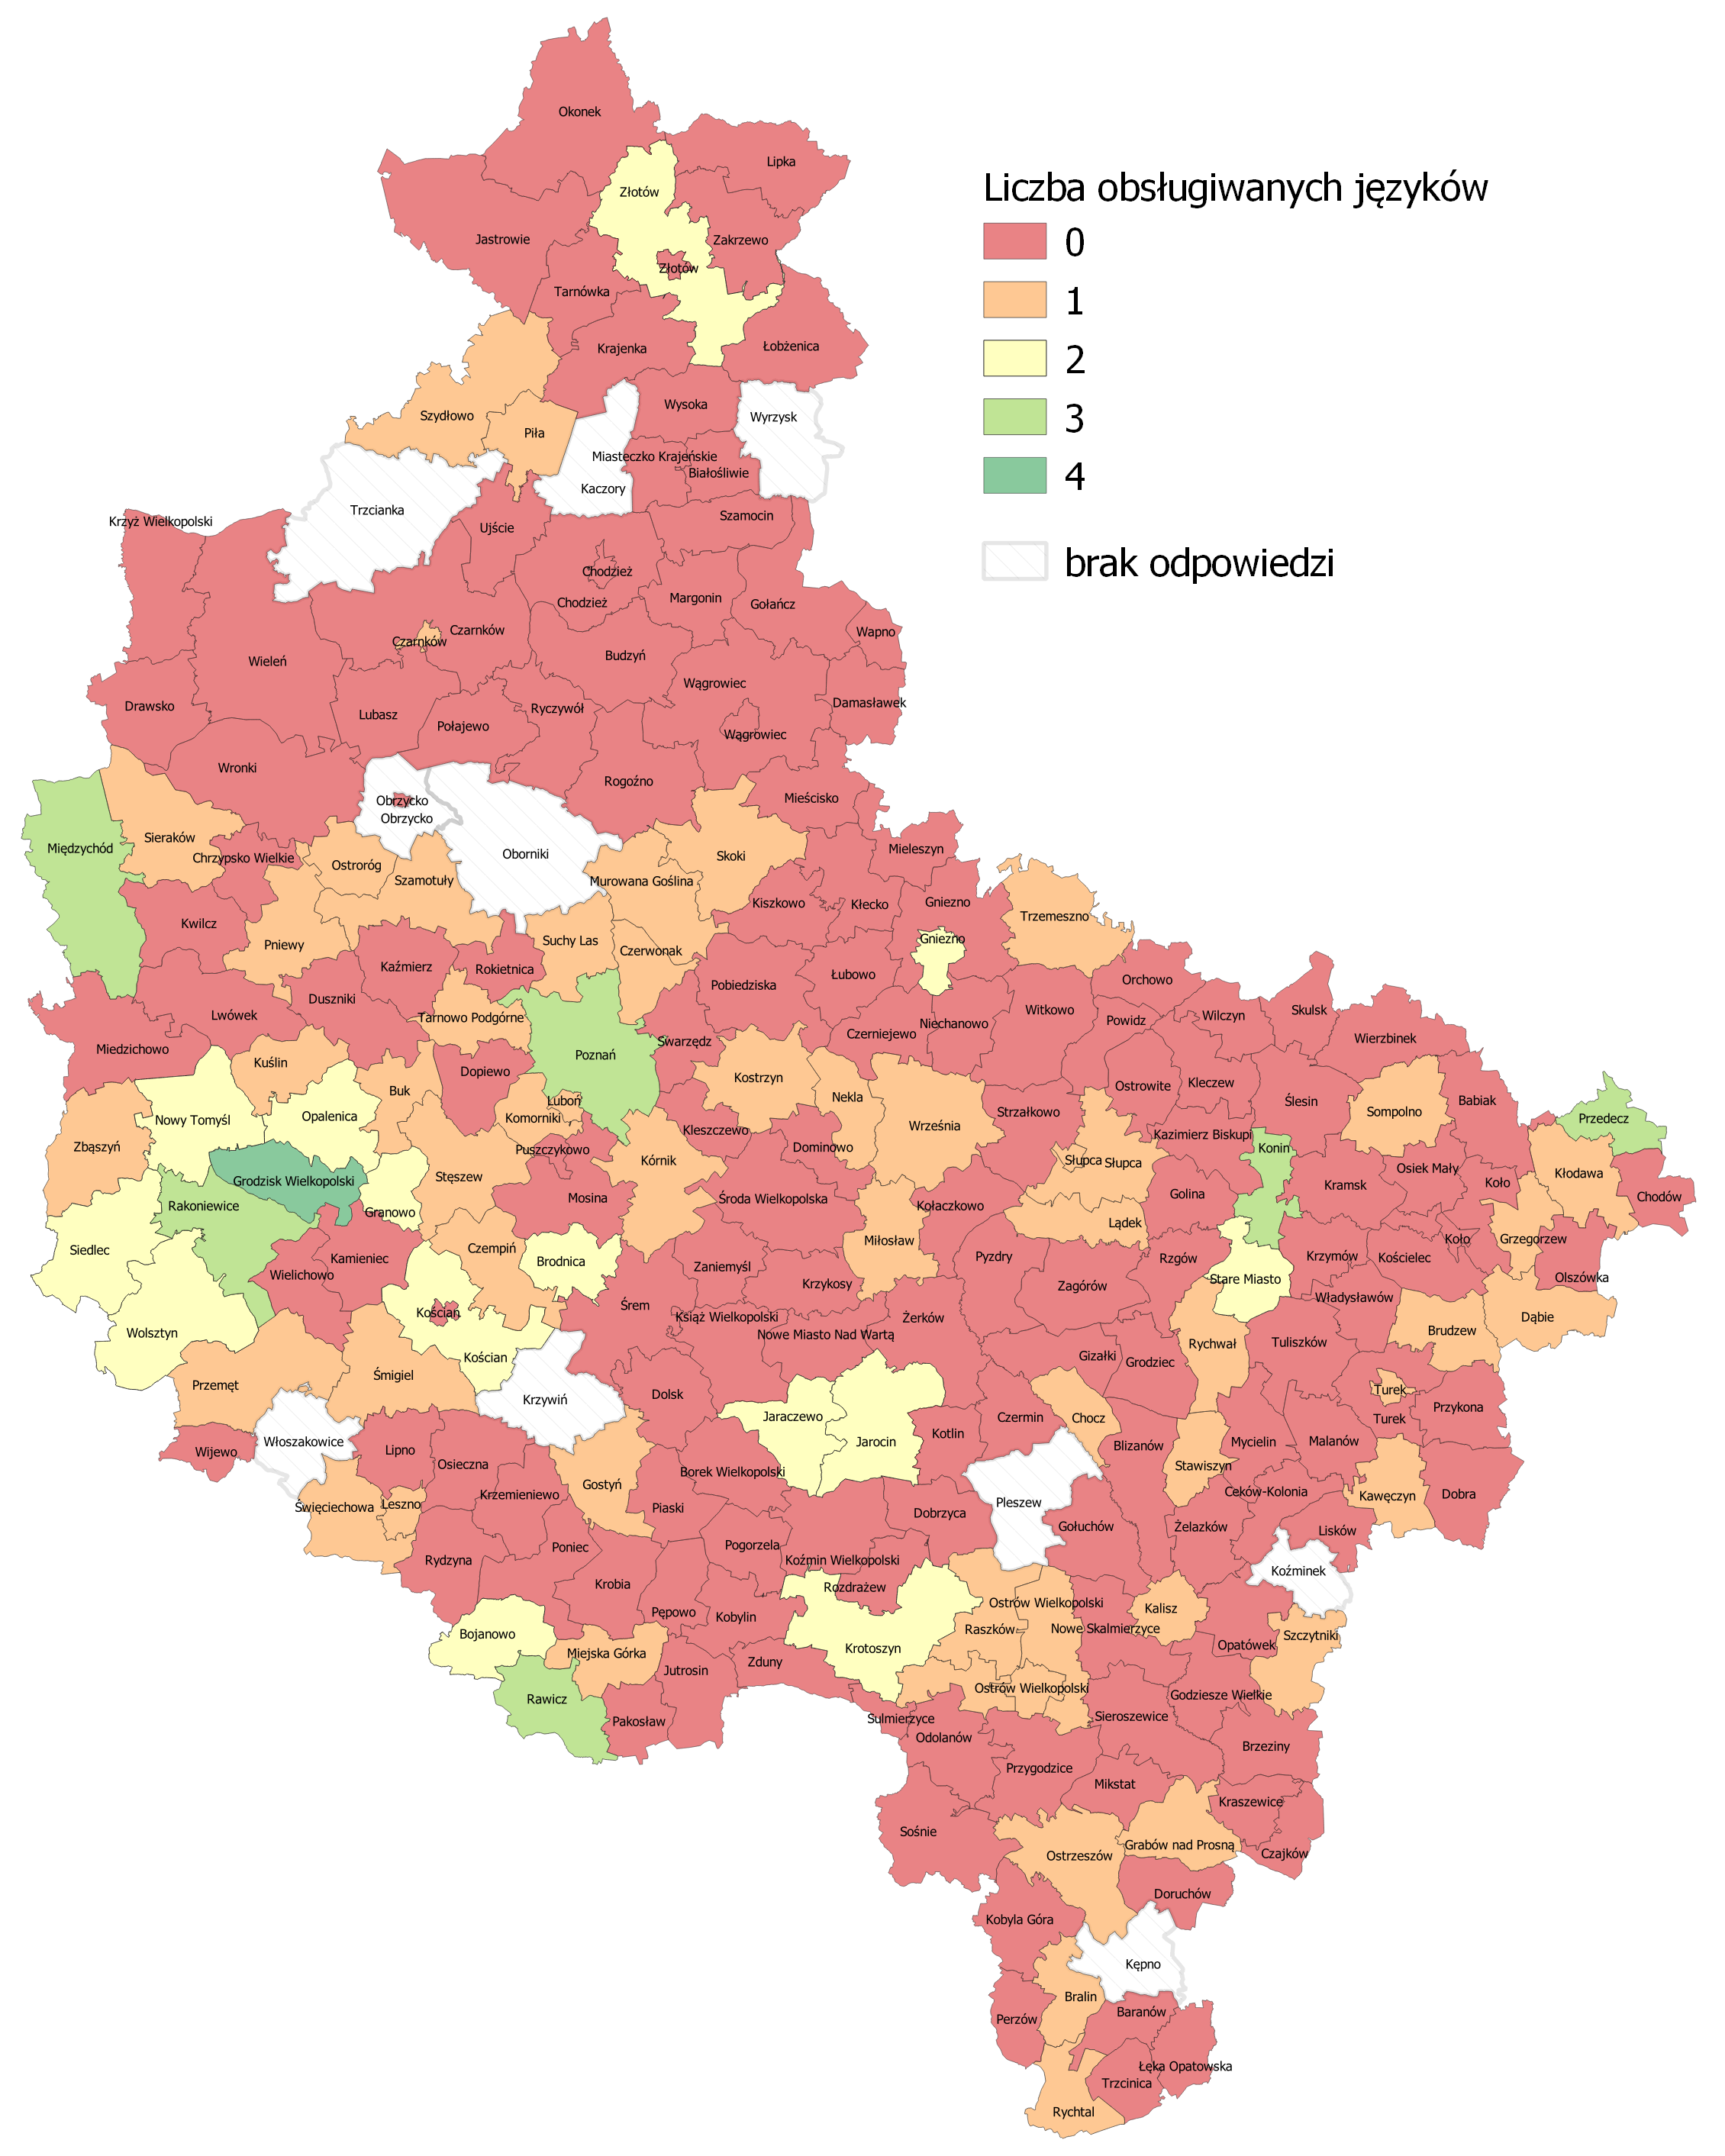 Liczba obsługiwanych języków
0
1
2
3
4
brak odpowiedzi
Okonek
Lipka
Złotów
Jastrowie
Zakrzewo
Złotów
Tarnówka
Krajenka
Łobżenica
Wysoka
Szydłowo
Wyrzysk
Piła
Miasteczko Krajeńskie
Białośliwie
Kaczory
Trzcianka
Szamocin
Krzyż Wielkopolski
Ujście
Chodzież
Chodzież
Margonin
Gołańcz
Czarnków
Czarnków
Wapno
Budzyń
Wieleń
Wągrowiec
Damasławek
Drawsko
Lubasz
Ryczywół
Połajewo
Wągrowiec
Wronki
Rogoźno
Mieścisko
Obrzycko
Obrzycko
Sieraków
Międzychód
Mieleszyn
Oborniki
Skoki
Chrzypsko Wielkie
Ostroróg
Szamotuły
Murowana Goślina
Kiszkowo
Kłecko
Gniezno
Trzemeszno
Kwilcz
Pniewy
Suchy Las
Gniezno
Czerwonak
Kaźmierz
Rokietnica
Łubowo
Orchowo
Pobiedziska
Duszniki
Lwówek
Tarnowo Podgórne
Witkowo
Powidz
Wilczyn
Skulsk
Niechanowo
Czerniejewo
Swarzędz
Wierzbinek
Miedzichowo
Poznań
Kuślin
Dopiewo
Kostrzyn
Ostrowite
Kleczew
Buk
Nekla
Luboń
Ślesin
Babiak
Strzałkowo
Sompolno
Nowy Tomyśl
Opalenica
Komorniki
Września
Przedecz
Kleszczewo
Kazimierz Biskupi
Zbąszyń
Dominowo
Konin
Puszczykowo
Kórnik
Słupca
Słupca
Osiek Mały
Kłodawa
Stęszew
Grodzisk Wielkopolski
Kramsk
Koło
Golina
Mosina
Środa Wielkopolska
Chodów
Rakoniewice
Kołaczkowo
Granowo
Lądek
Miłosław
Koło
Grzegorzew
Siedlec
Czempiń
Pyzdry
Kamieniec
Brodnica
Rzgów
Krzymów
Kościelec
Zaniemyśl
Wielichowo
Stare Miasto
Olszówka
Krzykosy
Zagórów
Władysławów
Śrem
Kościan
Książ Wielkopolski
Żerków
Dąbie
Wolsztyn
Nowe Miasto Nad Wartą
Brudzew
Rychwał
Tuliszków
Kościan
Gizałki
Grodziec
Śmigiel
Przemęt
Dolsk
Turek
Krzywiń
Przykona
Jaraczewo
Czermin
Chocz
Turek
Kotlin
Włoszakowice
Jarocin
Blizanów
Mycielin
Malanów
Wijewo
Lipno
Osieczna
Stawiszyn
Borek Wielkopolski
Gostyń
Ceków-Kolonia
Krzemieniewo
Kawęczyn
Dobra
Święciechowa
Leszno
Pleszew
Piaski
Dobrzyca
Gołuchów
Żelazków
Lisków
Poniec
Pogorzela
Rydzyna
Koźmin Wielkopolski
Koźminek
Krobia
Rozdrażew
Ostrów Wielkopolski
Kalisz
Pępowo
Kobylin
Raszków
Nowe Skalmierzyce
Bojanowo
Szczytniki
Opatówek
Krotoszyn
Miejska Górka
Zduny
Jutrosin
Ostrów Wielkopolski
Godziesze Wielkie
Rawicz
Sulmierzyce
Sieroszewice
Pakosław
Odolanów
Brzeziny
Przygodzice
Mikstat
Kraszewice
Sośnie
Grabów nad Prosną
Ostrzeszów
Czajków
Doruchów
Kobyla Góra
Kępno
Bralin
Baranów
Perzów
Łęka Opatowska
Trzcinica
Rychtal